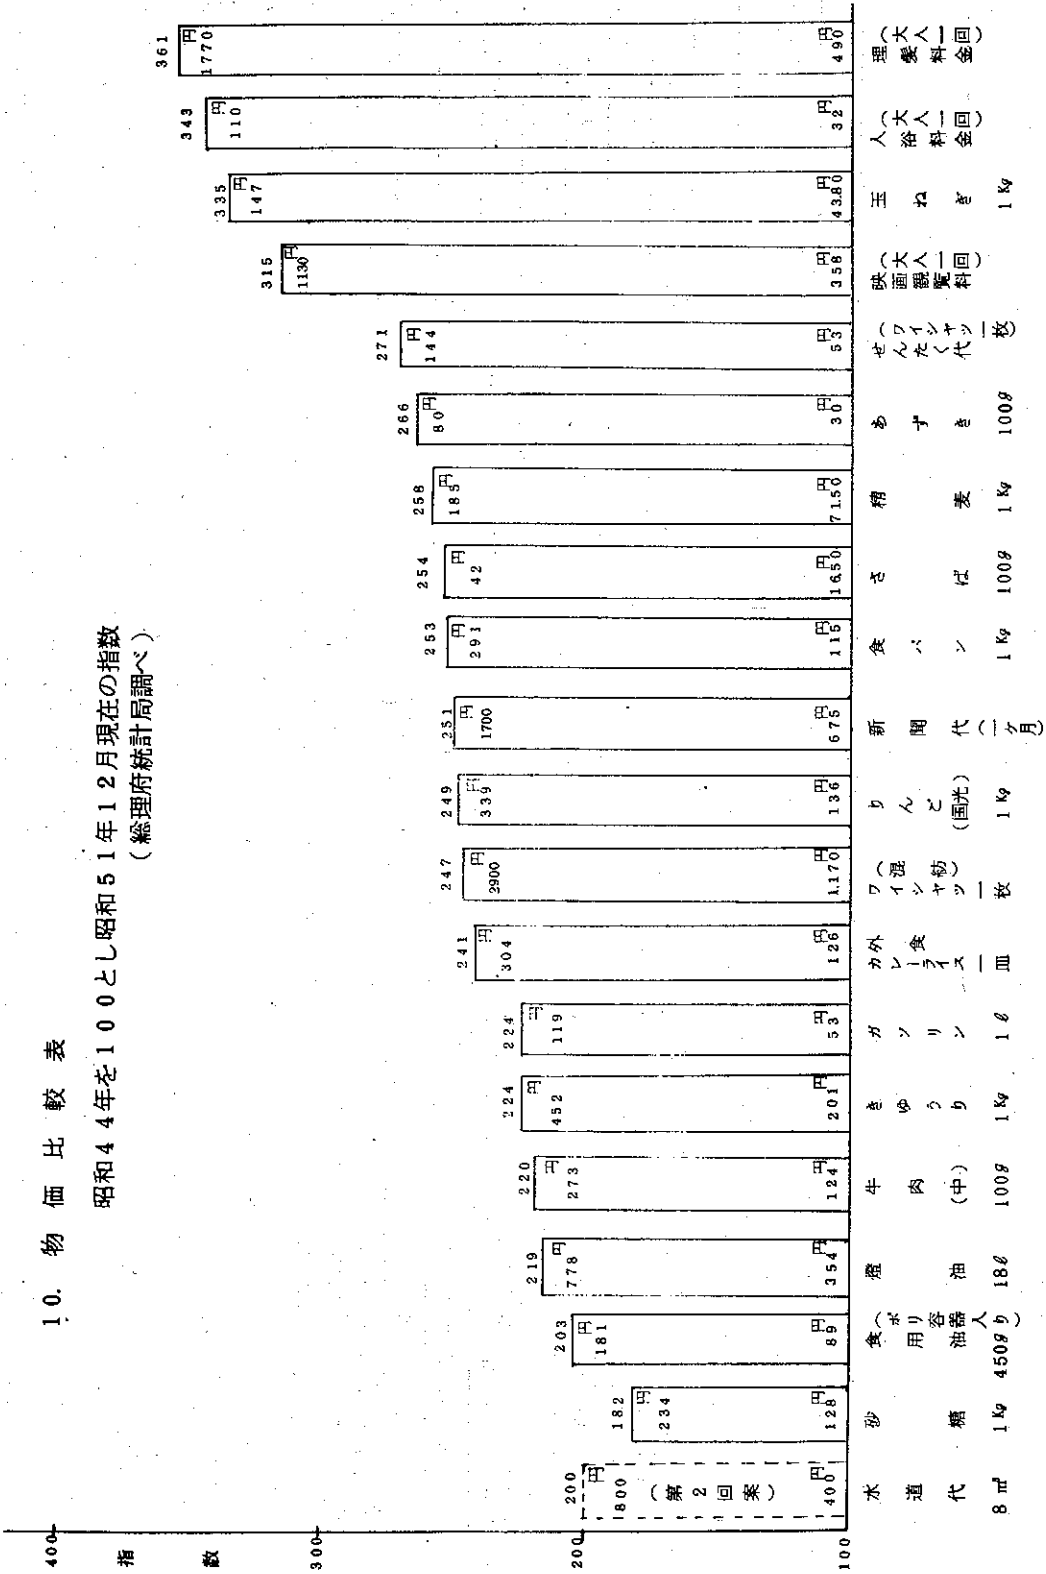 10. 物価比較表
昭和44年を100とし昭和51年12月現在の指数
(総理府統計局調べ)
400
指数
300
200
100
200
円
1800
(第2回案)
円
400
水道代
8㎥
182
円
234
円
128
砂糖
1Kg
203
円
181
円
89
食用油
(ポリ容器入り)
450g
219
円
778
円
354
燈油
18ℓ
220
円
273
円
124
牛肉
(中)
100g
224
円
452
円
201
きゅうり
1Kg
224
円
119
円
53
ガソリン
1ℓ
241
円
304
円
126
外食
カレーライス一皿
247
円
2900
円
1,170
(混紡)
ワイシャツ一枚
249
円
339
円
136
りんご
(国光)
1Kg
251
円
1700
円
675
新聞代
(一ケ月)
253
円
291
円
115
食パン
1Kg
254
円
42
円
16.50
さば
100g
258
円
185
円
71.50
精麦
1Kg
266
円
80
円
30
あずき
100g
271
円
144
円
53
せんたく代
(ワイシャツ一枚)
315
円
1130
円
358
映画観覧料
(大人一回)
335
円
147
円
43.80
玉ねぎ
1Kg
343
円
110
円
32
入浴料金
(大人一回)
361
円
1770
円
490
理髪料金
(大人一回)